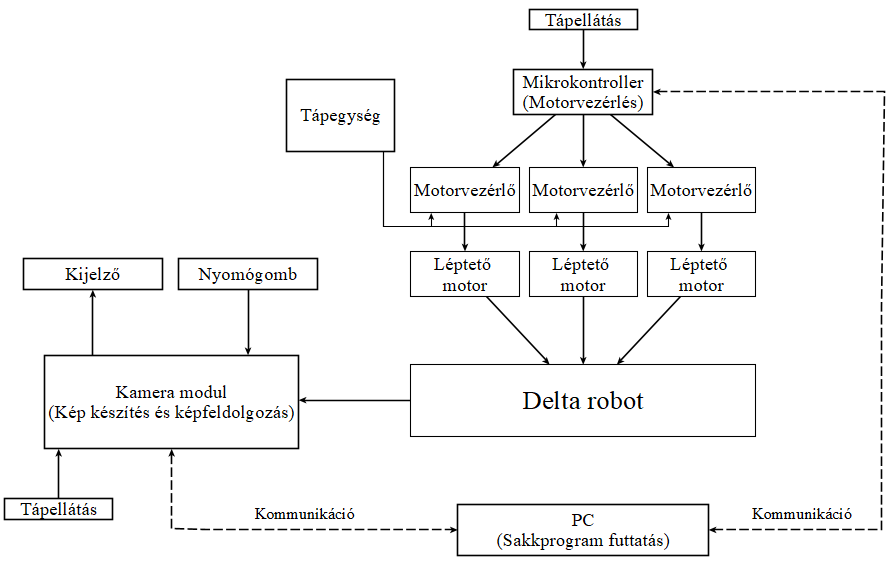 Tápellátás
Mikrokontroller
(Motorvezérlés)
Tápegység
Motorvezérlő
Motorvezérlő
Motorvezérlő
Léptető
motor
Léptető
motor
Léptető
motor
Kijelző
Nyomógomb
Kamera modul
(Kép készítés és képfeldolgozás)
Delta robot
Tápellátás
Kommunikáció
PC
(Sakkprogram futtatás)
Kommunikáció